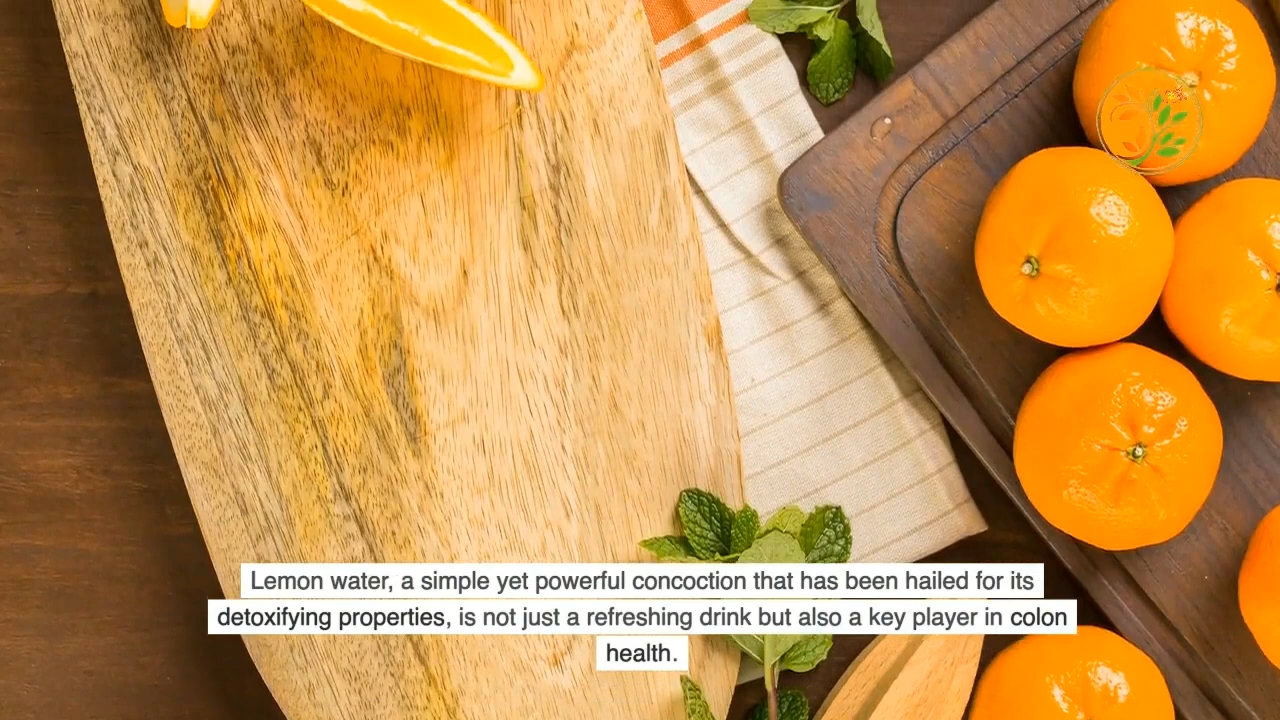 Lemon water, a simple yet powerful concoction that has been hailed for its
detoxifying properties, is not just a refreshing drink but also a key player in colon
health.